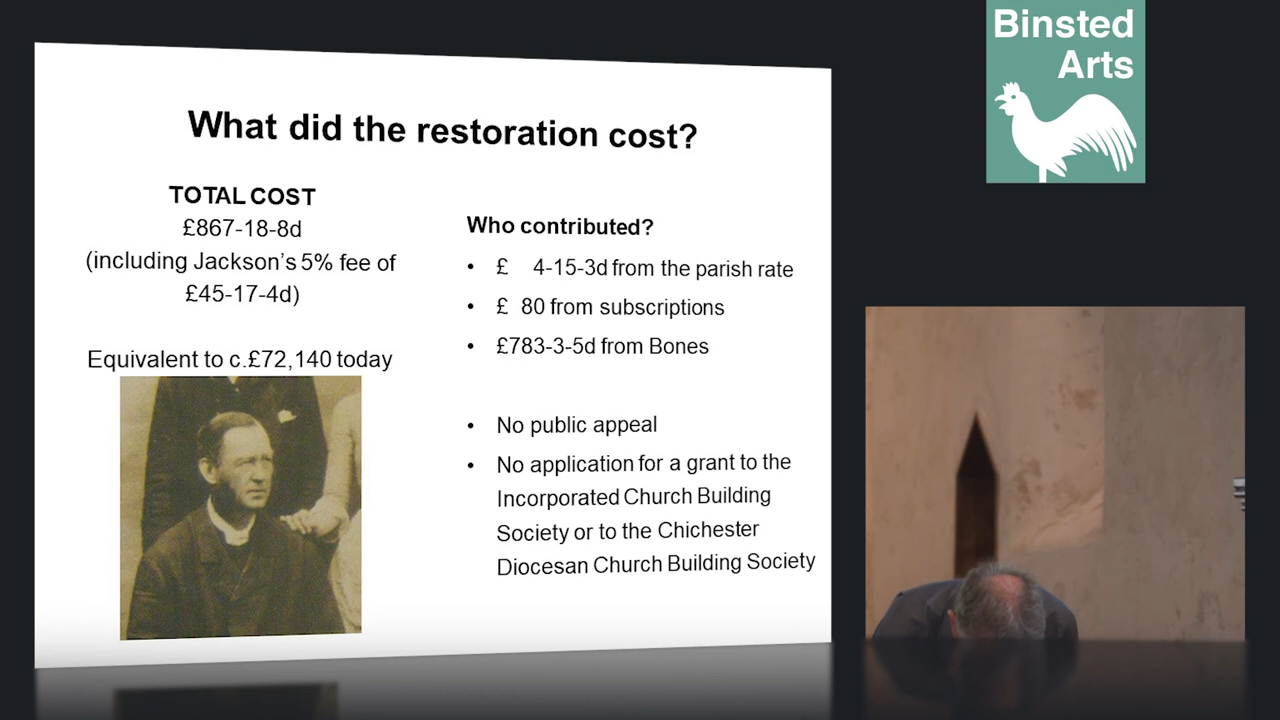 Binsted
Arts
What did the restoration cost?
TOTAL COST
£867-18-8d
(including Jackson's 5% fee of
£45-17-4d)
Equivalent to c.£72,140 today
Who contributed?
• £ 4-15-3d from the parish rate
• £ 80 from subscriptions
• £783-3-5d from Bones
• No public appeal
• No application for a grant to the
Incorporated Church Building
Society or to the Chichester
Diocesan Church Building Society